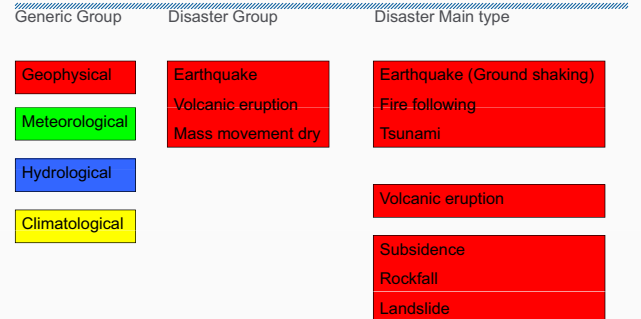 Generic Group
Disaster Group
Disaster Main type
Geophysical
Meteorological
Hydrological
Climatological
Earthquake
Volcanic eruption
Mass movement dry
Earthquake (Ground shaking)
Fire following
Tsunami
Volcanic eruption
Subsidence
Rockfall
Landslide